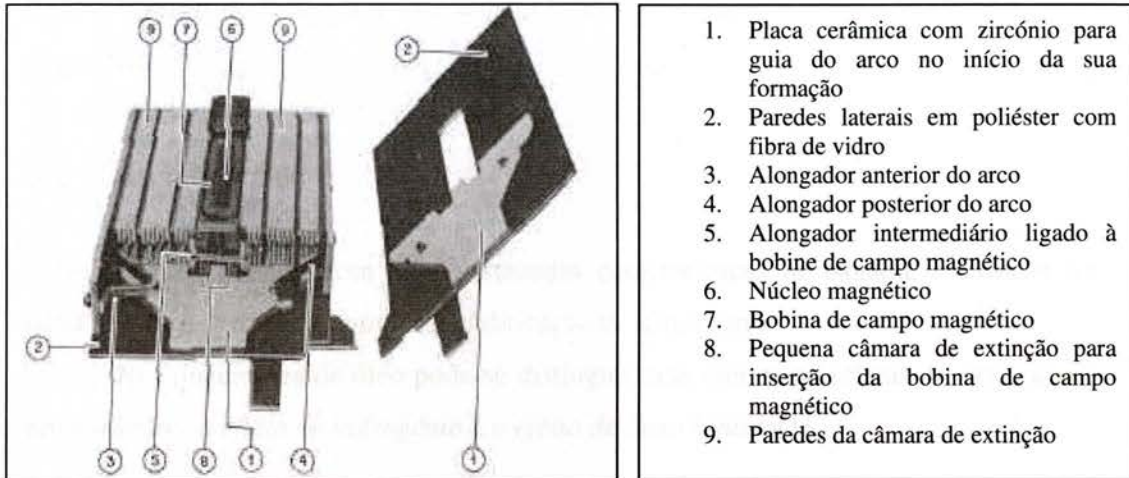 9 7 6 9
2
2
3 5 8 1 4 1
1. Placa cerâmica com zircónio para
guia do arco no início da sua
formação
2. Paredes laterais em poliéster com
fibra de vidro
3. Alongador anterior do arco
4. Alongador posterior do arco
5. Alongador intermediário ligado à
bobine de campo magnético
6. Núcleo magnético
7. Bobina de campo magnético
8. Pequena câmara de extinção para
inserção da bobina de campo
magnético
9. Paredes da câmara de extinção